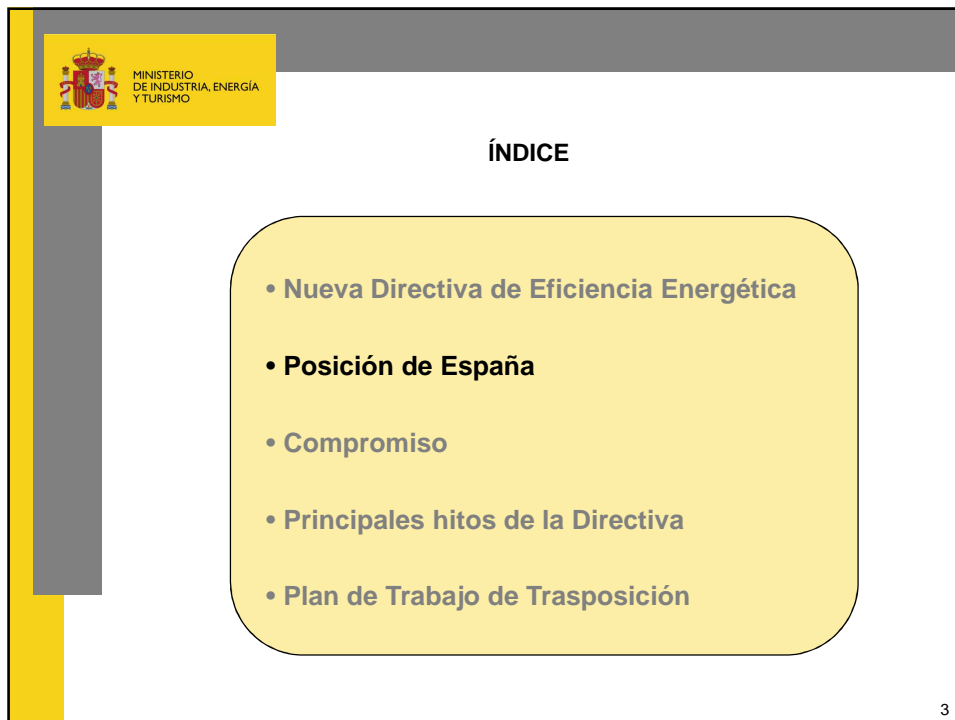 MINISTERIO
DE INDUSTRIA, ENERGÍA
Y TURISMO
ÍNDICE
• Nueva Directiva de Eficiencia Energética
• Posición de España
• Compromiso
• Principales hitos de la Directiva
• Plan de Trabajo de Trasposición
3